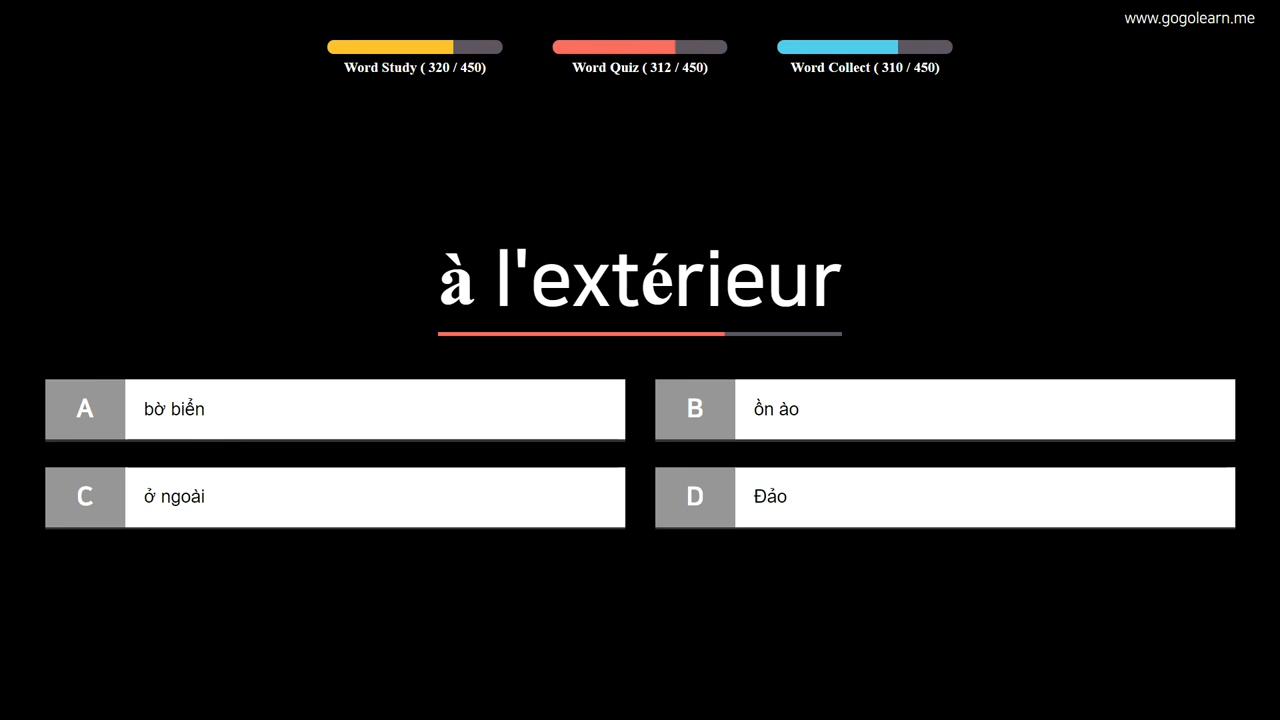 www.gogolearn.me
Word Study ( 320 / 450)
Word Quiz ( 312 / 450)
Word Collect ( 310 / 450)
à l'extérieur
A bờ biển
B ồn ào
C ở ngoài
D Đảo